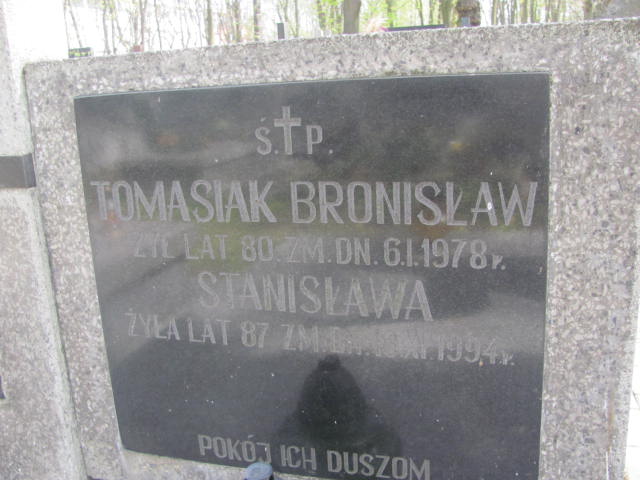 Ś.†P.
TOMASIAK BRONISŁAW
ŻYŁ LAT 80. ZM. DN. 6.I.1978 r.
STANISŁAWA
ŻYŁA LAT 87 ZM. 1994 r.
POKÓJ ICH DUSZOM